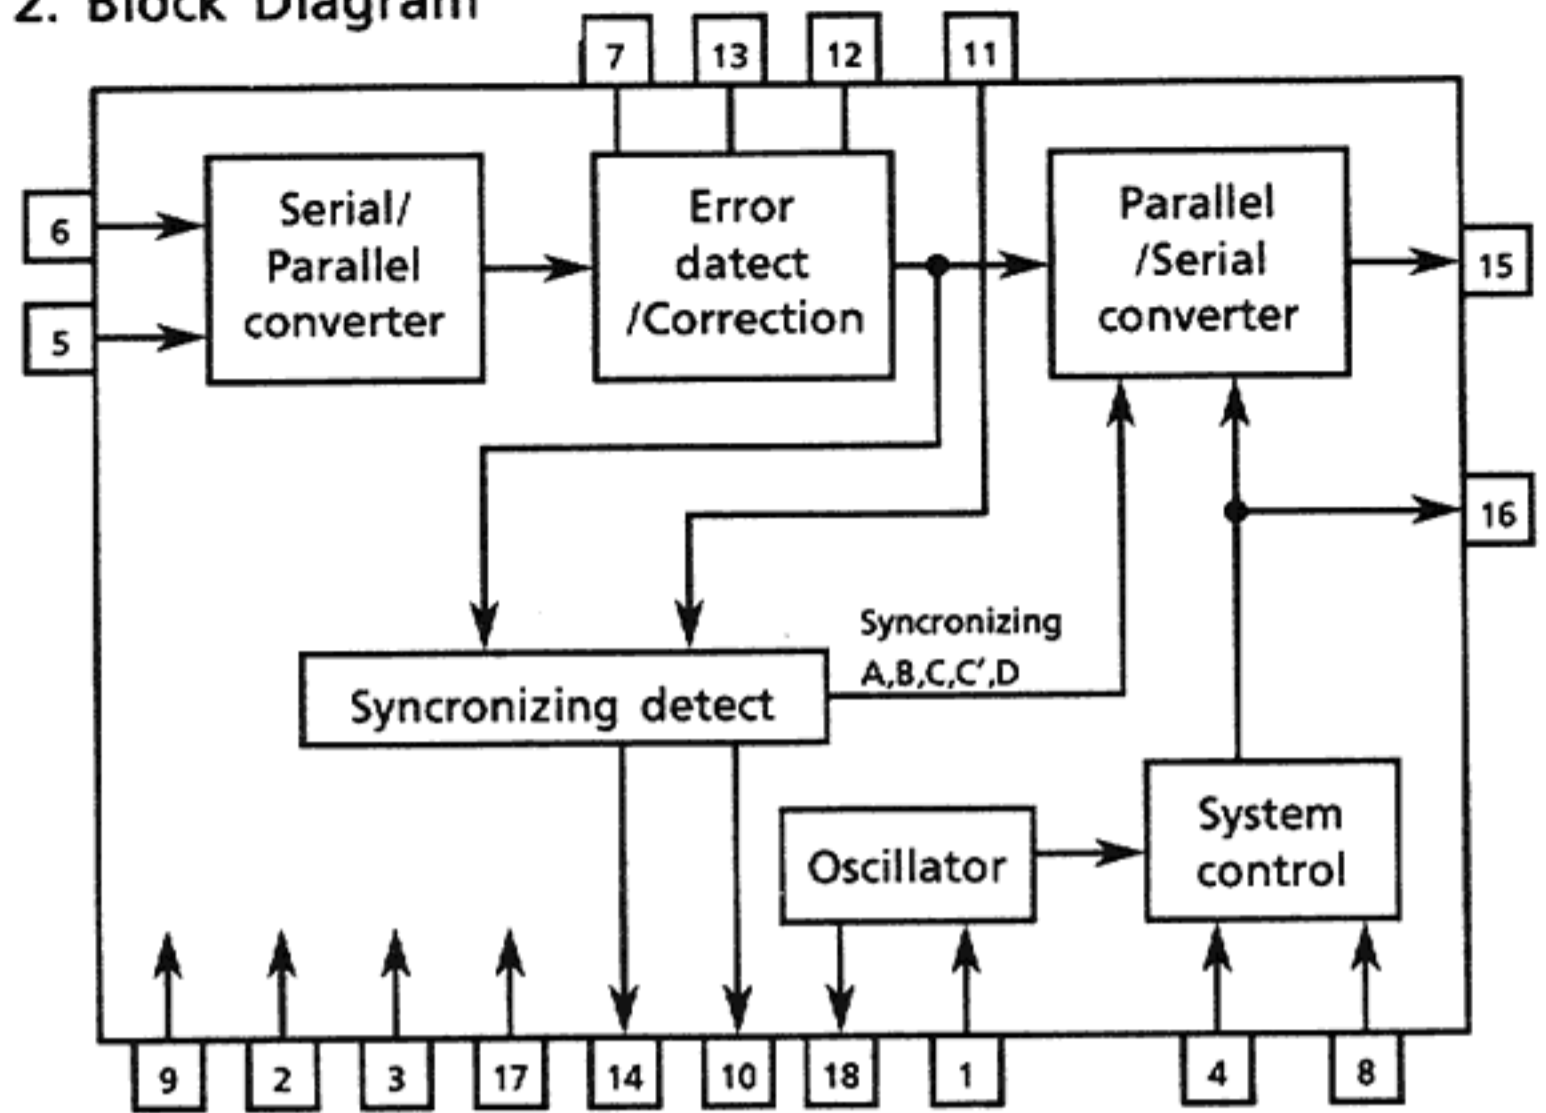 2. Block Diagram
7
13
12
11
6
5
Serial/
Parallel
converter
Error
datect
/Correction
Parallel
/Serial
converter
15
16
Syncronizing
A,B,C,C′,D
Syncronizing detect
Oscillator
System
control
9
2
3
17
14
10
18
1
4
8